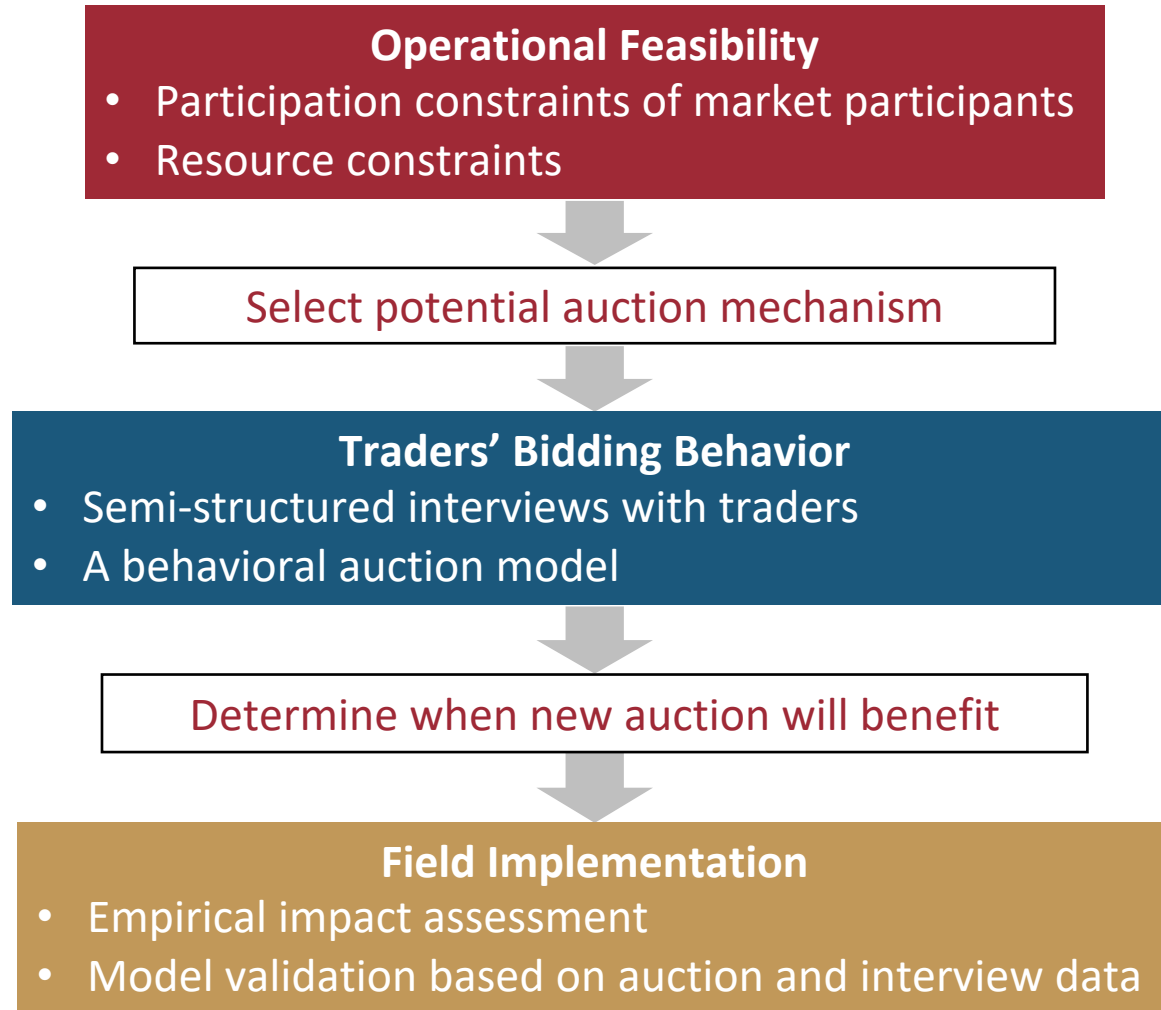 Operational Feasibility
• Participation constraints of market participants
• Resource constraints
Select potential auction mechanism
Traders’ Bidding Behavior
• Semi-structured interviews with traders
• A behavioral auction model
Determine when new auction will benefit
Field Implementation
• Empirical impact assessment
• Model validation based on auction and interview data